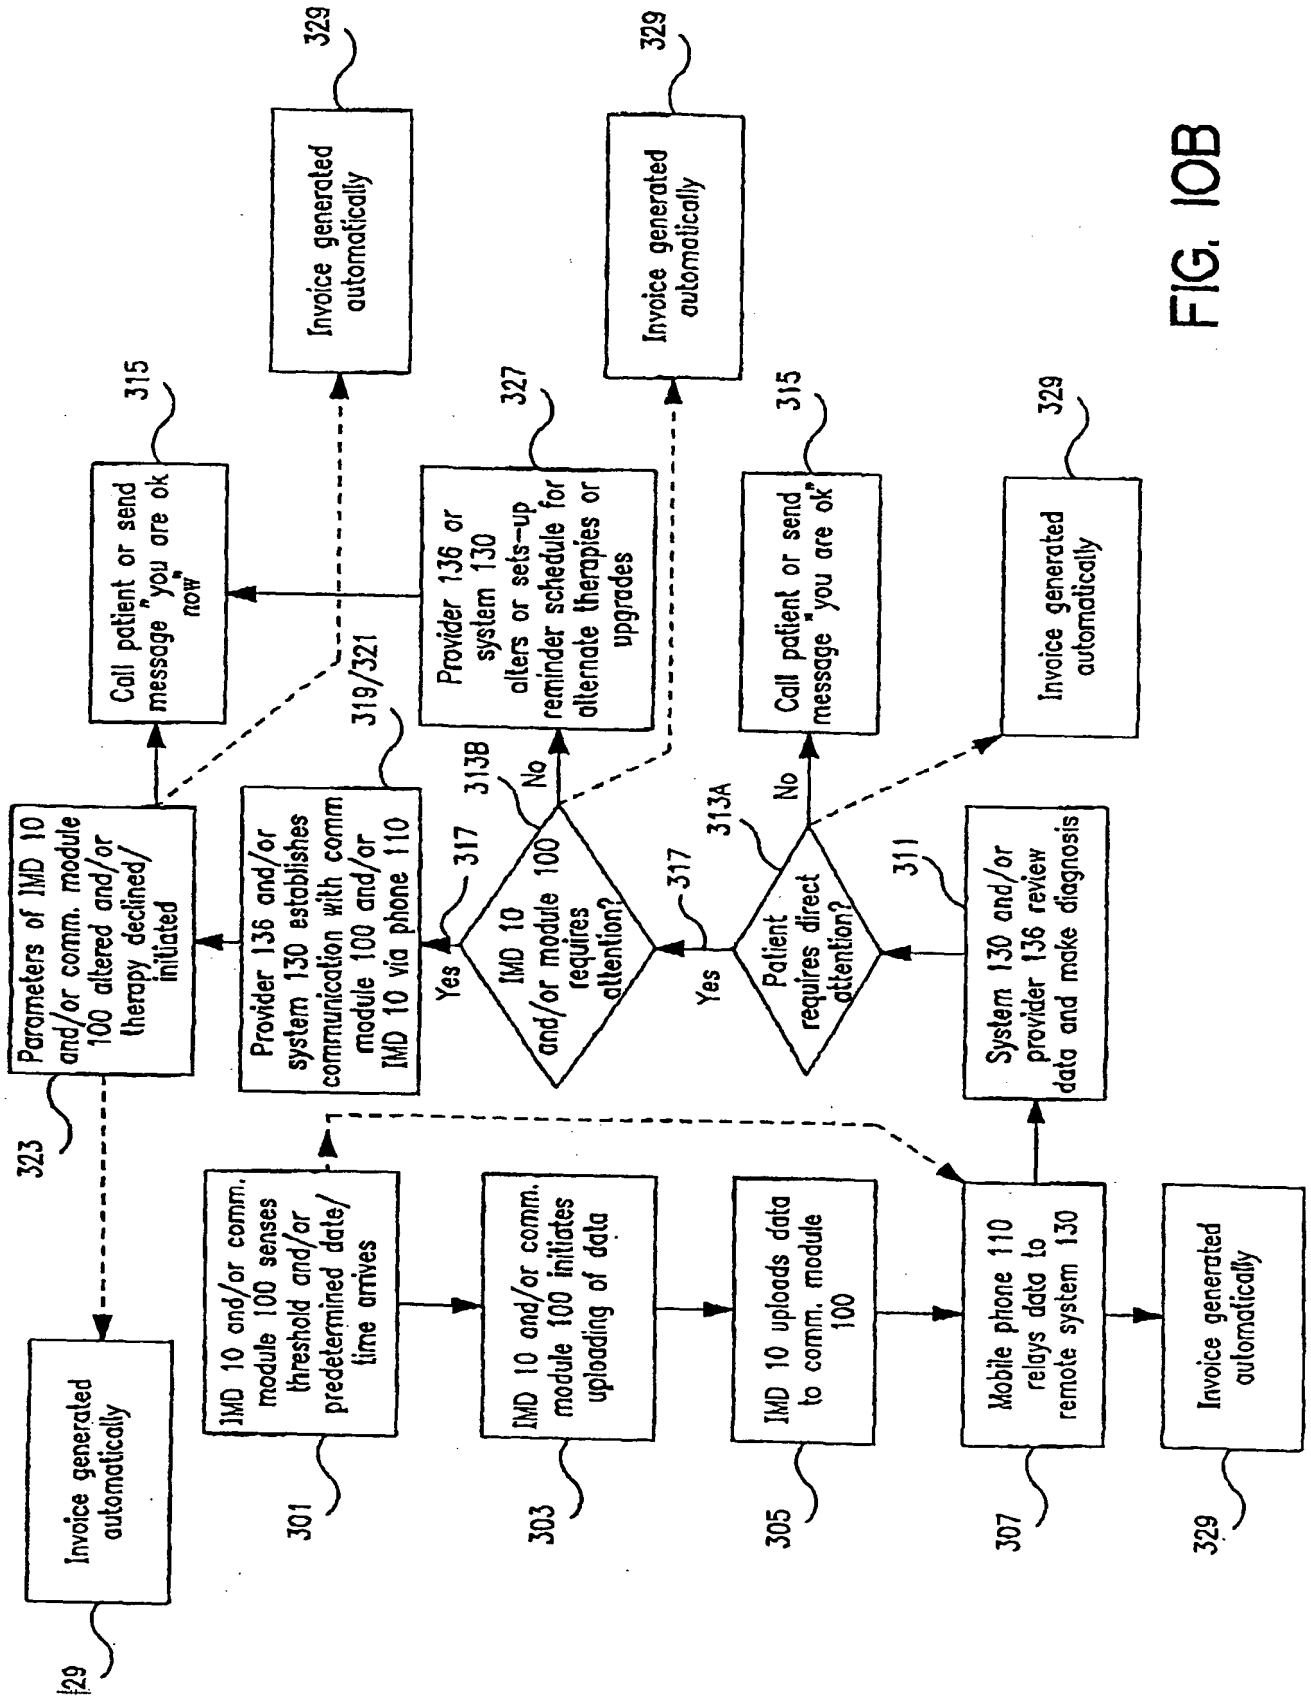 IMD 10 and/or comm.
module 100 senses
threshold and/or
predetermined date/
time arrives
301
IMD 10 and/or comm.
module 100 initiates
uploading of data
303
IMD 10 uploads data
to comm. module
100
305
Mobile phone 110
relays data to
remote system 130
307
Invoice generated
automatically
329
System 130 and/or
provider 136 review
data and make diagnosis
311
Patient
requires direct
attention?
313A
No
Call patient or send
message "you are ok"
315
Invoice generated
automatically
329
Yes
317
IMD 10
and/or module 100
requires
attention?
313B
No
Provider 136 or
system 130
alters or sets-up
reminder schedule for
alternate therapies or
upgrades
327
Invoice generated
automatically
329
Yes
317
Provider 136 and/or
system 130 establishes
communication with comm
module 100 and/or
IMD 10 via phone 110
319/321
Parameters of IMD 10
and/or comm. module
100 altered and/or
therapy declined/
initiated
323
Call patient or send
message "you are ok
now"
315
Invoice generated
automatically
329
Invoice generated
automatically
29
FIG. 10B